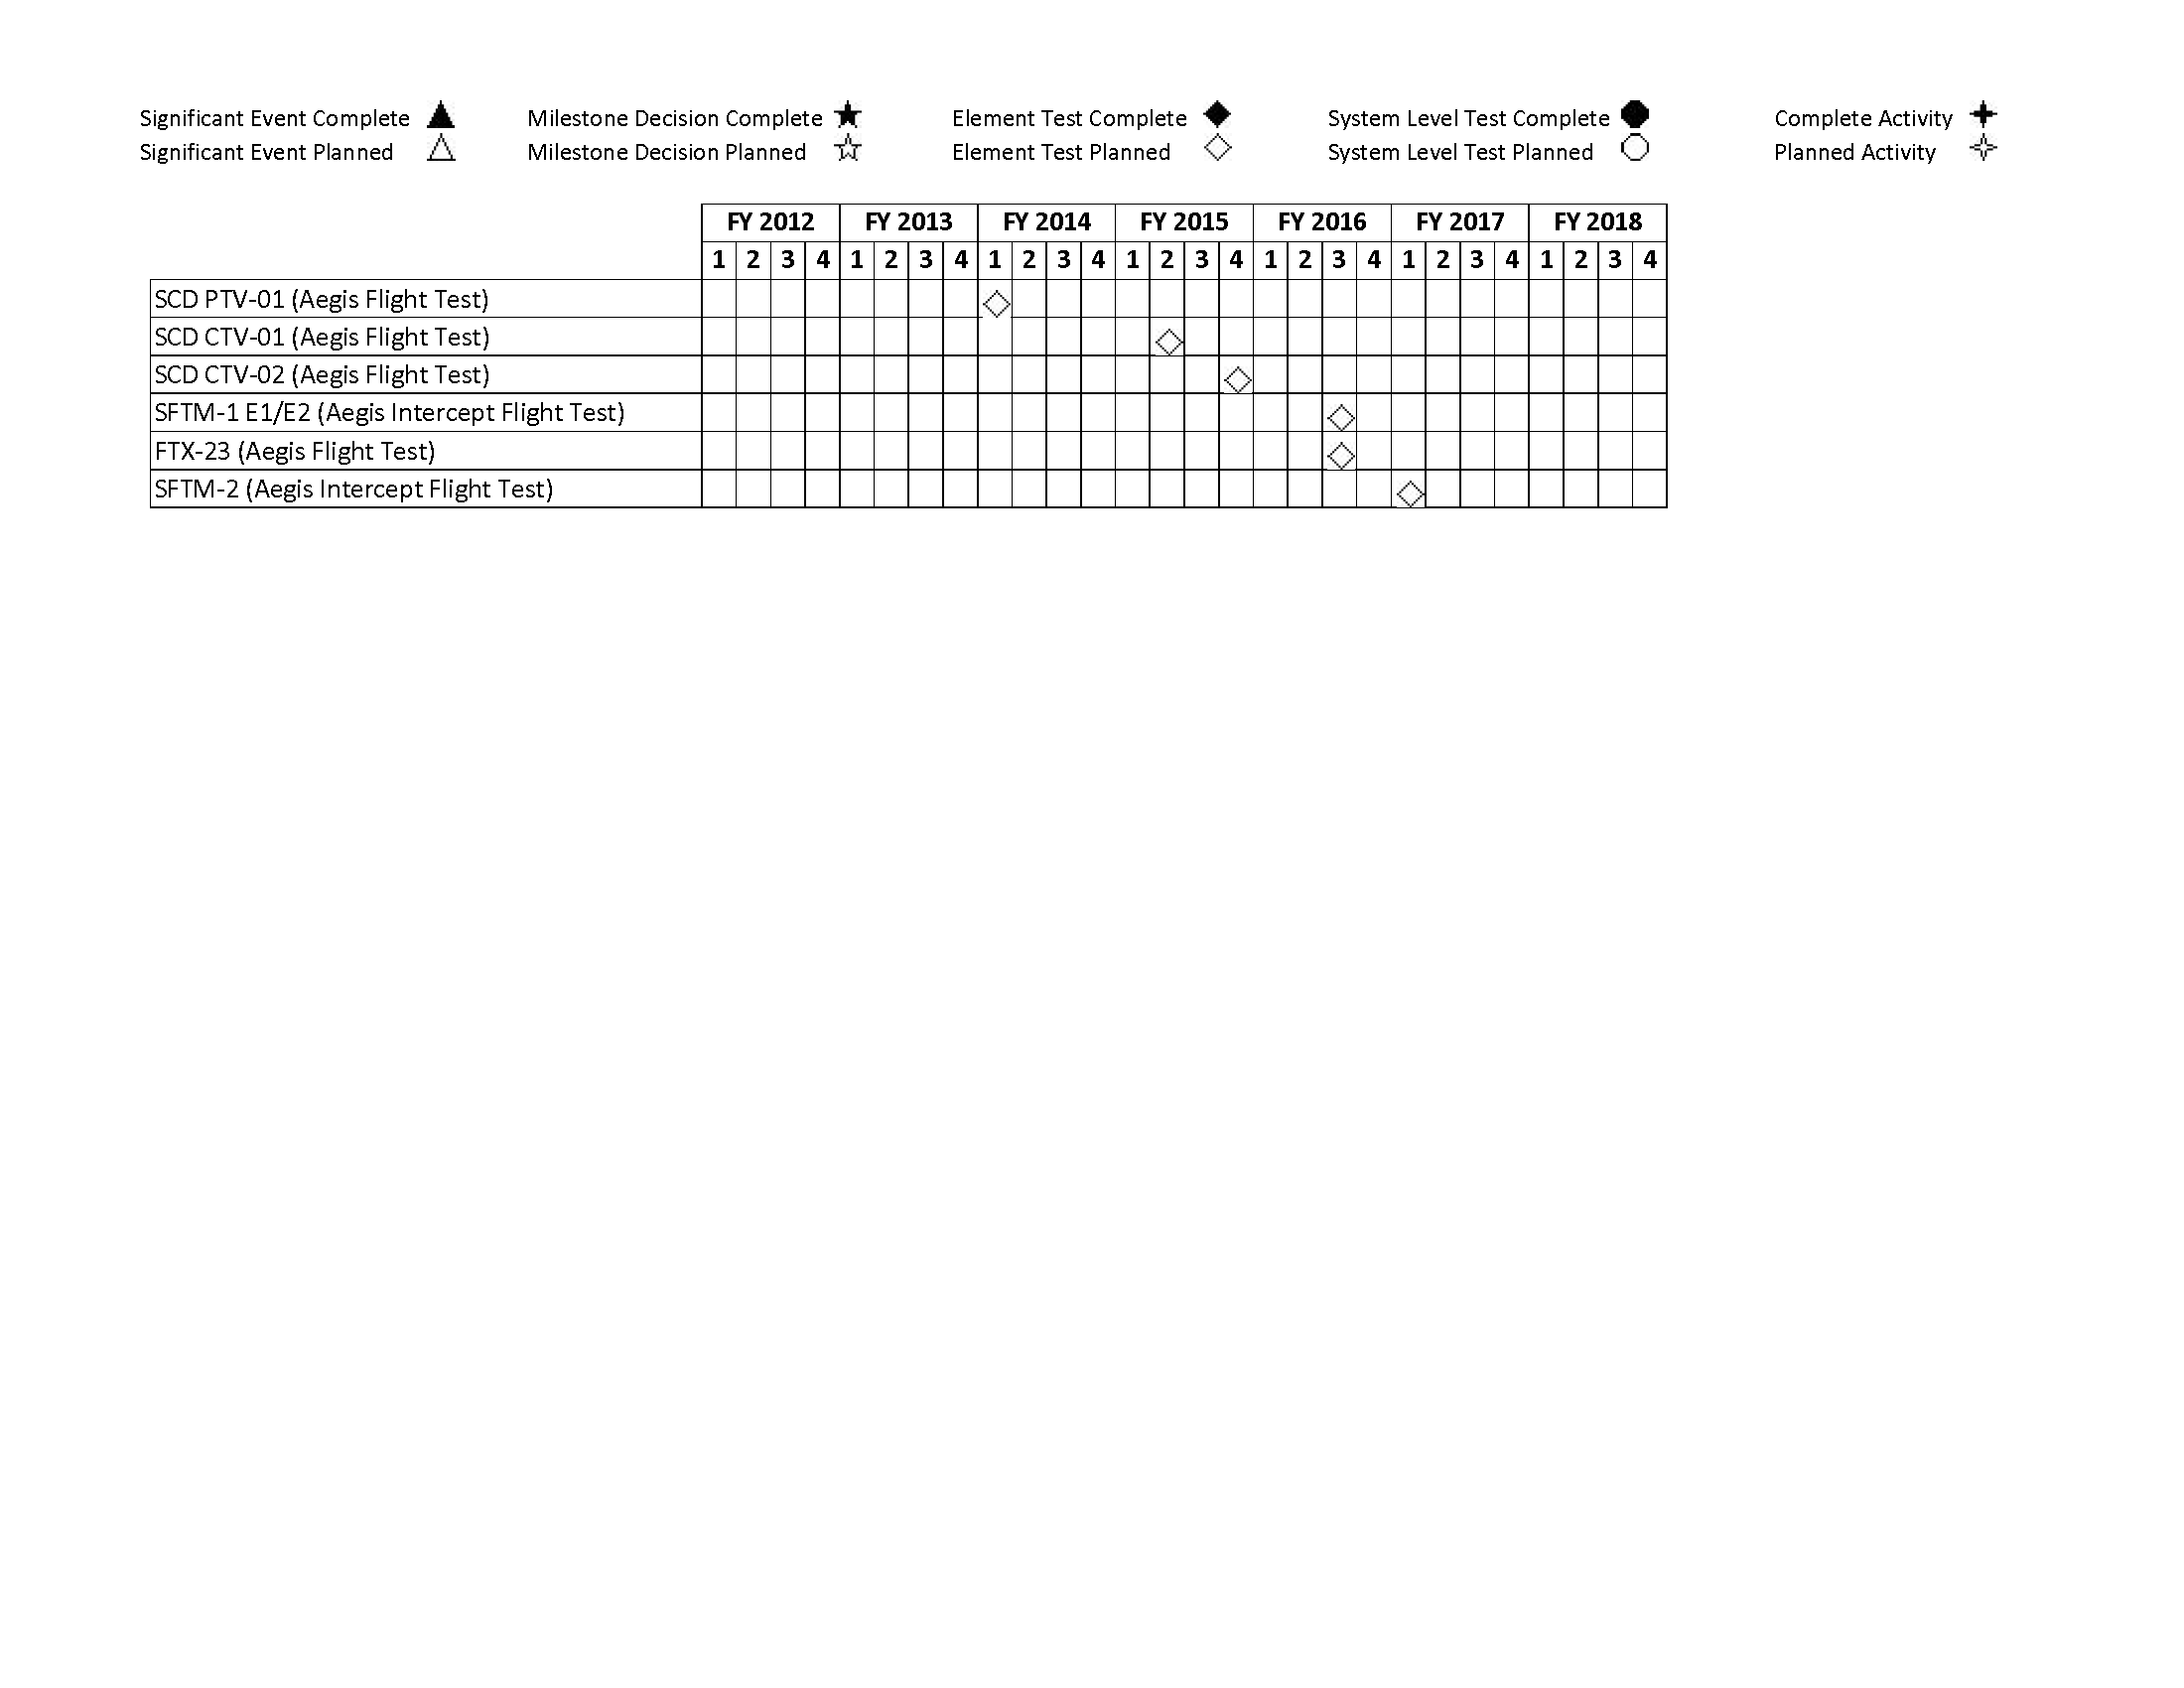 Significant Event Complete Milestone Decision Complete Element Test Complete System Level Test Complete Complete Activity
Significant Event Planned Milestone Decision Planned Element Test Planned System Level Test Planned Planned Activity
FY 2012 FY 2013 FY 2014 FY 2015 FY 2016 FY 2017 FY 2018
1 2 3 4 1 2 3 4 1 2 3 4 1 2 3 4 1 2 3 4 1 2 3 4 1 2 3 4
SCD PTV-01 (Aegis Flight Test)
SCD CTV-01 (Aegis Flight Test)
SCD CTV-02 (Aegis Flight Test)
SFTM-1 E1/E2 (Aegis Intercept Flight Test)
FTX-23 (Aegis Flight Test)
SFTM-2 (Aegis Intercept Flight Test)